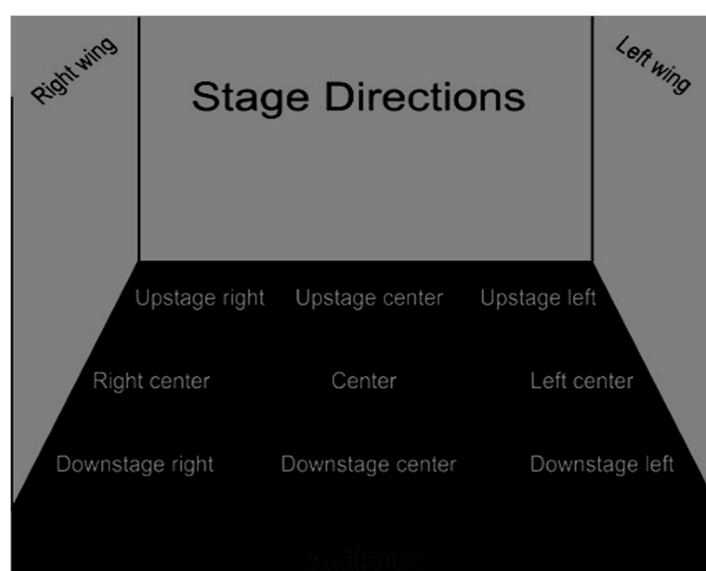 Right wing
Left wing
Stage Directions
Upstage right Upstage center Upstage left
Right center Center Left center
Downstage right Downstage center Downstage left
Audience